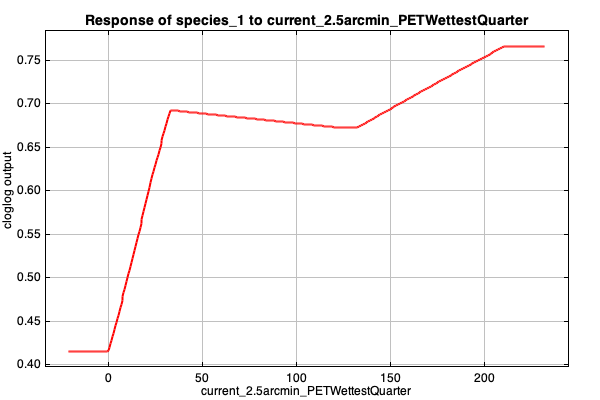 Response of species_1 to current_2.5arcmin_PETWettestQuarter
cloglog output
0.75
0.70
0.65
0.60
0.55
0.50
0.45
0.40
0 50 100 150 200
current_2.5arcmin_PETWettestQuarter